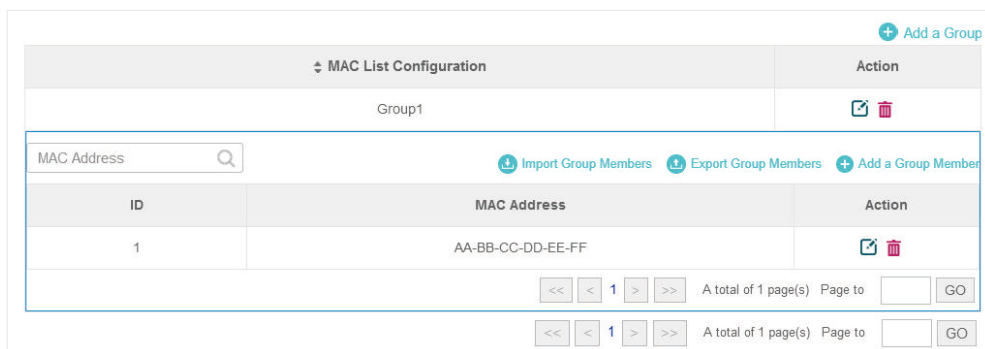 Add a Group
MAC List Configuration Action
Group1
MAC Address Import Group Members Export Group Members Add a Group Member
ID MAC Address Action
1 AA-BB-CC-DD-EE-FF
<< < 1 > >> A total of 1 page(s) Page to GO
<< < 1 > >> A total of 1 page(s) Page to GO